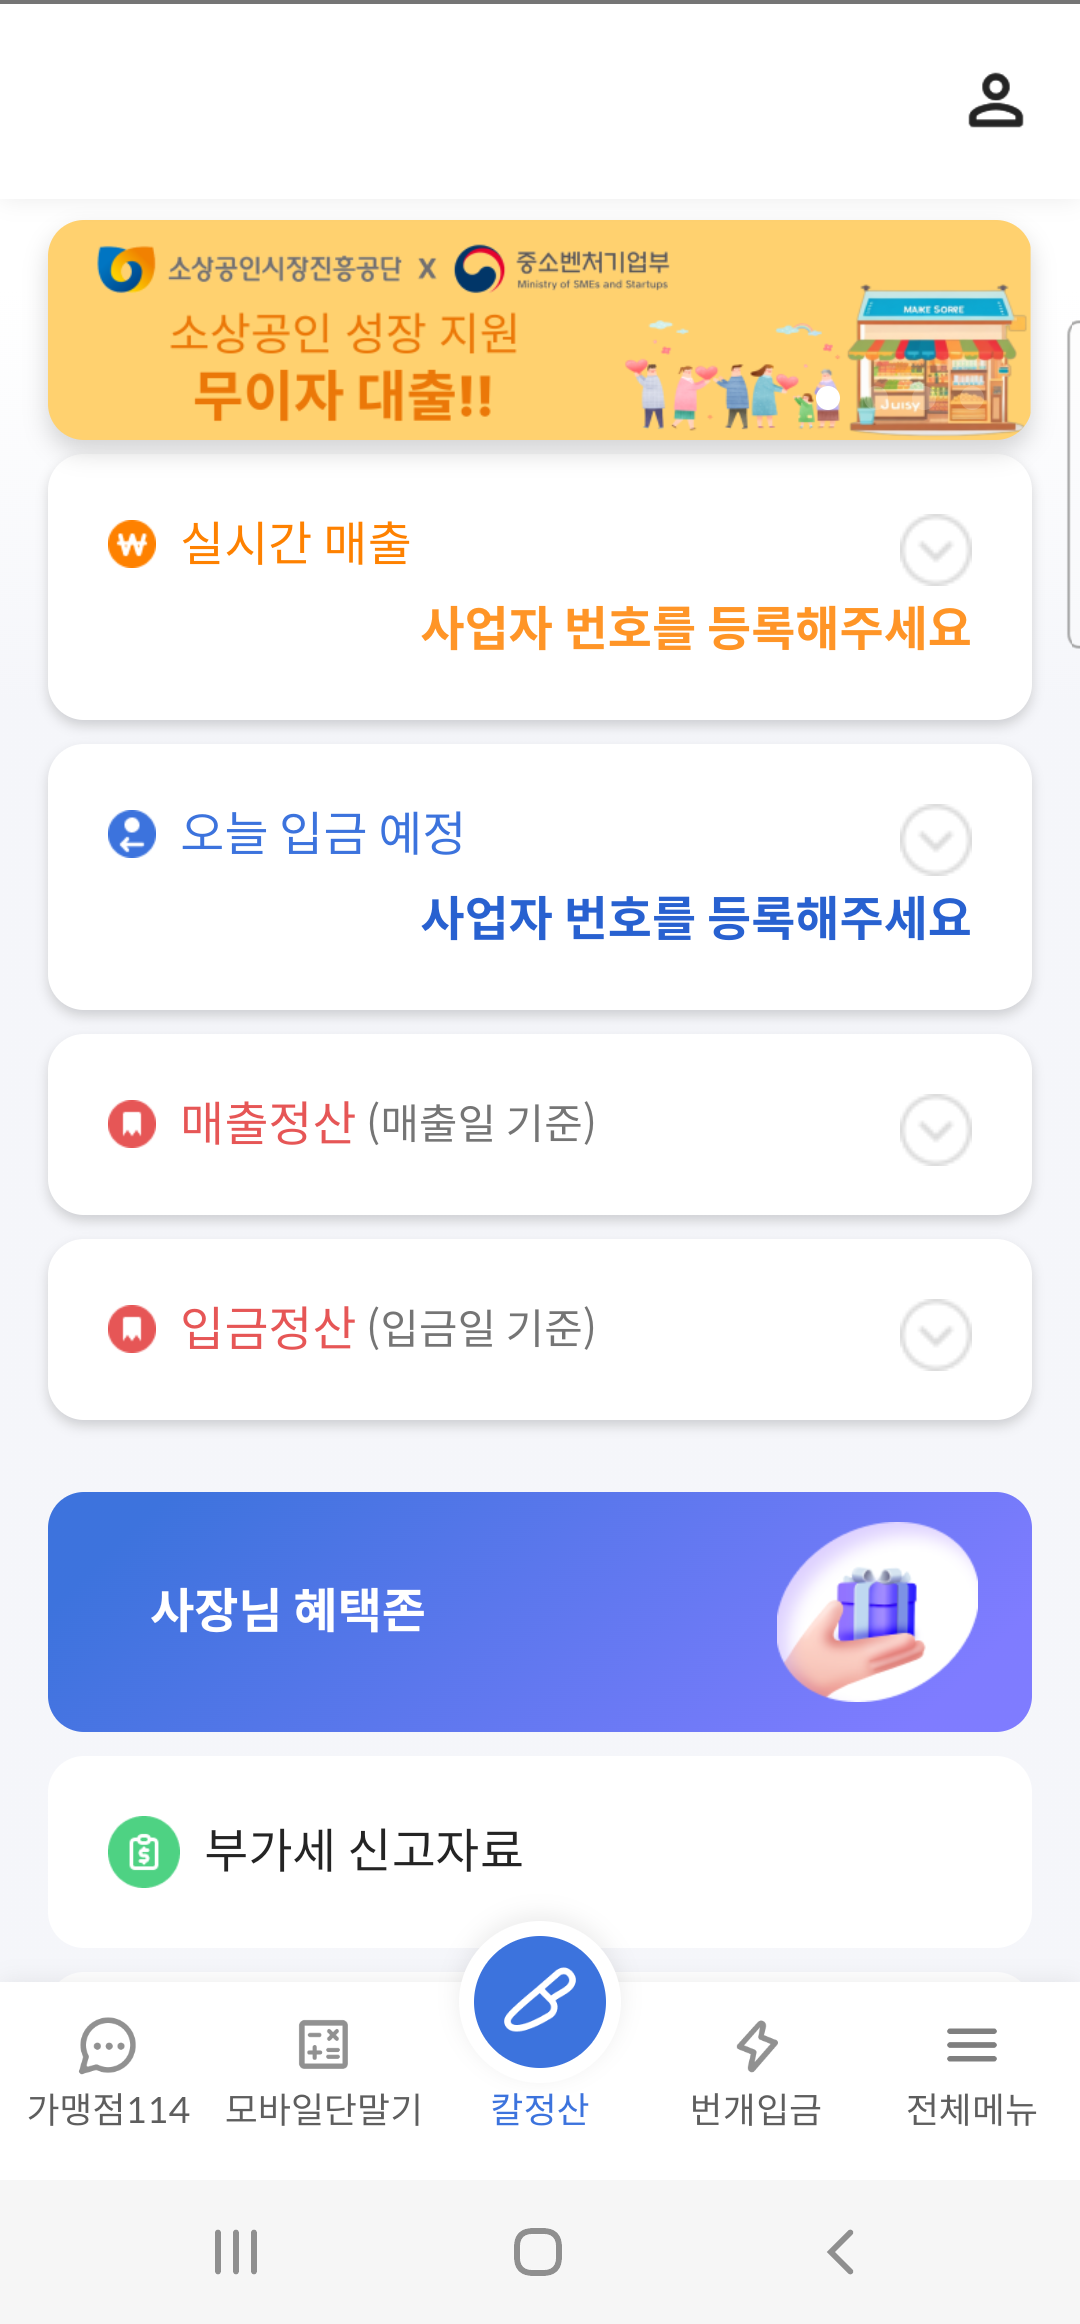 소상공인시장진흥공단 X 중소벤처기업부
Ministry of SMEs and Startups
소상공인 성장 지원
무이자 대출!!
MAKE SORRE
Juisy
실시간 매출
사업자 번호를 등록해주세요
오늘 입금 예정
사업자 번호를 등록해주세요
매출정산 (매출일 기준)
입금정산 (입금일 기준)
사장님 혜택존
부가세 신고자료
가맹점114
모바일단말기
칼정산
번개입금
전체메뉴